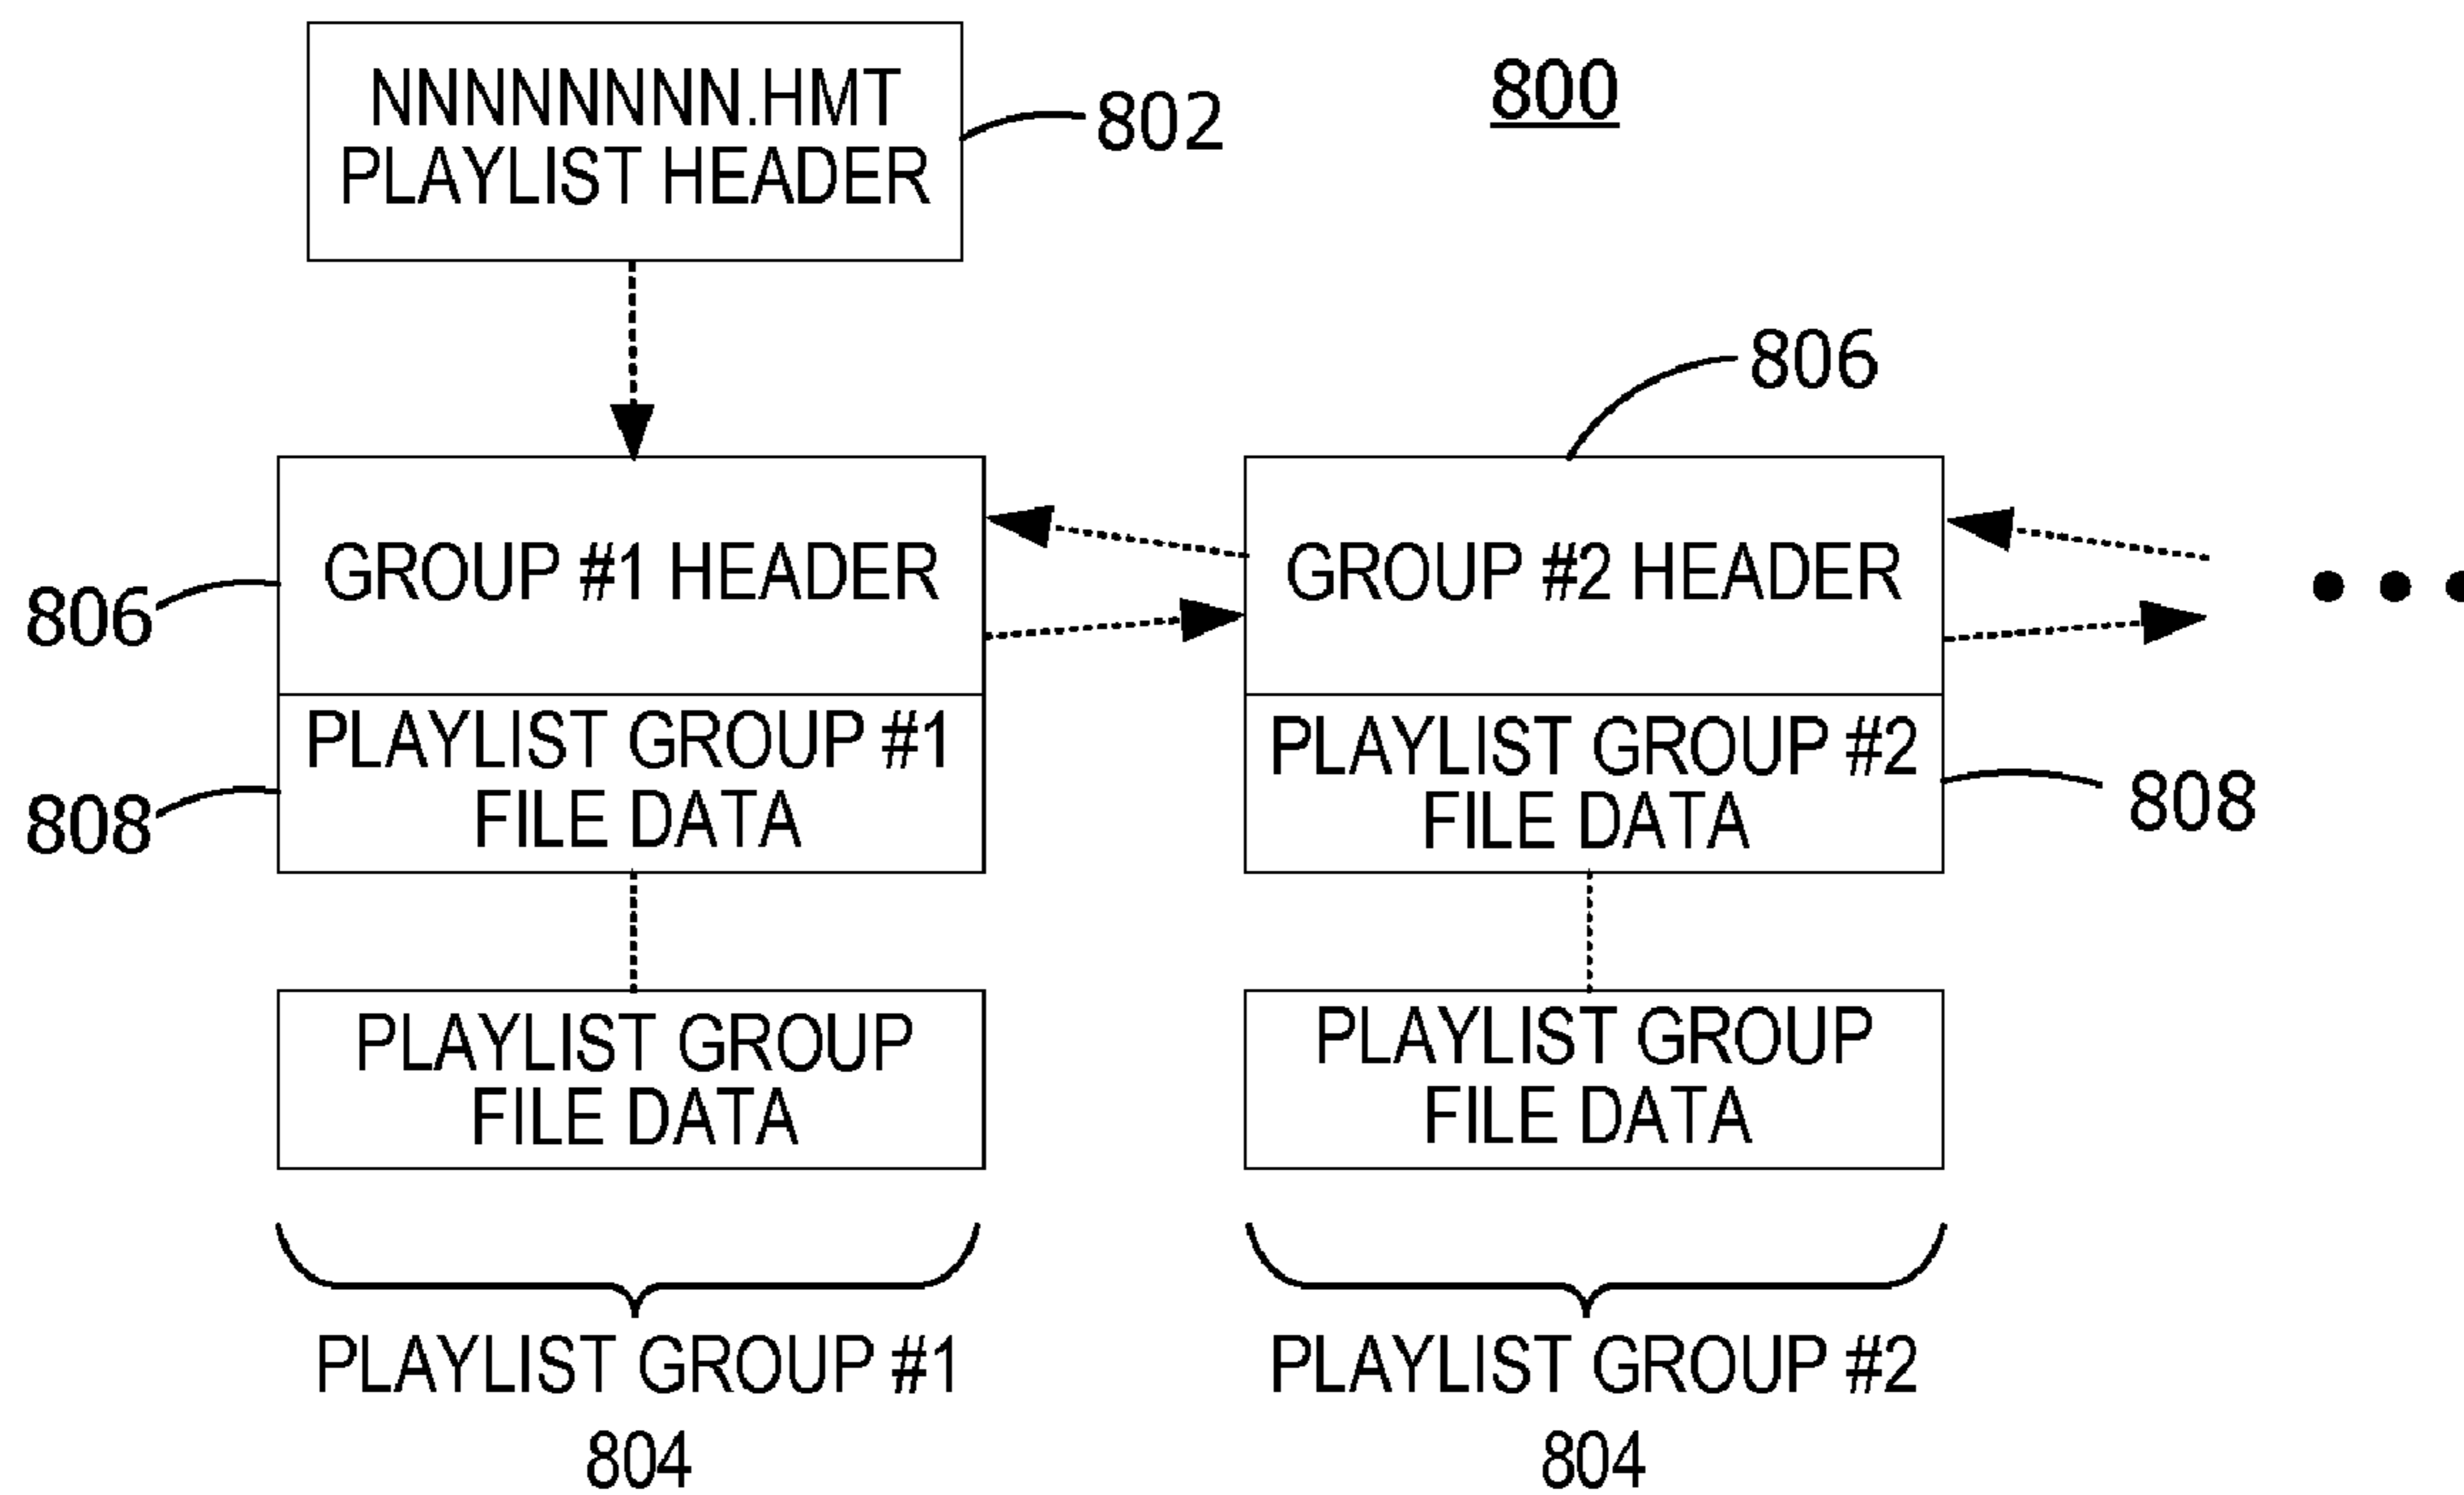 NNNNNNNN.HMT
PLAYLIST HEADER
802
800
806
GROUP #1 HEADER
GROUP #2 HEADER
806
PLAYLIST GROUP #1
FILE DATA
808
PLAYLIST GROUP #2
FILE DATA
808
PLAYLIST GROUP
FILE DATA
PLAYLIST GROUP
FILE DATA
PLAYLIST GROUP #1
804
PLAYLIST GROUP #2
804